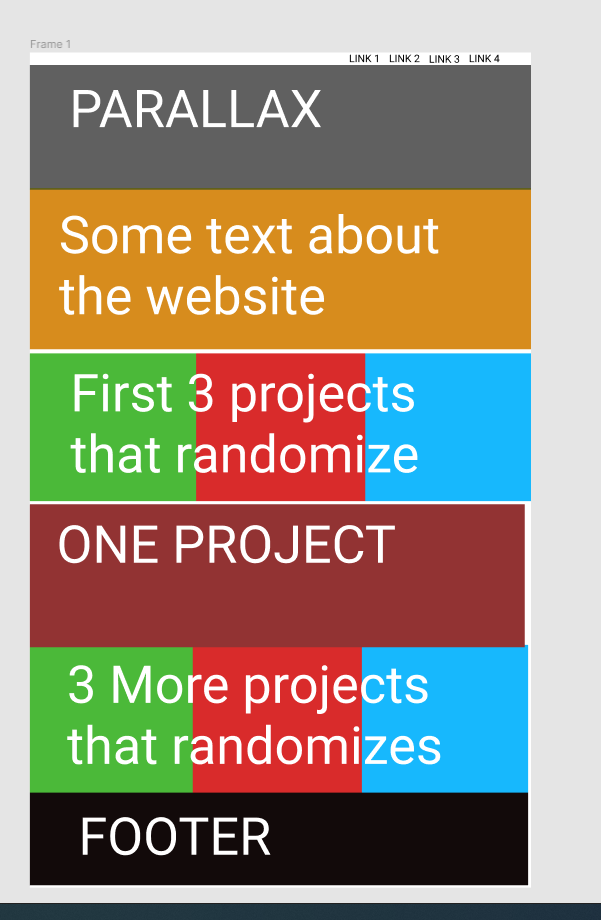 Frame 1
LINK 1 LINK 2 LINK 3 LINK 4
PARALLAX
Some text about
the website
First 3 projects
that randomize
ONE PROJECT
3 More projects
that randomizes
FOOTER